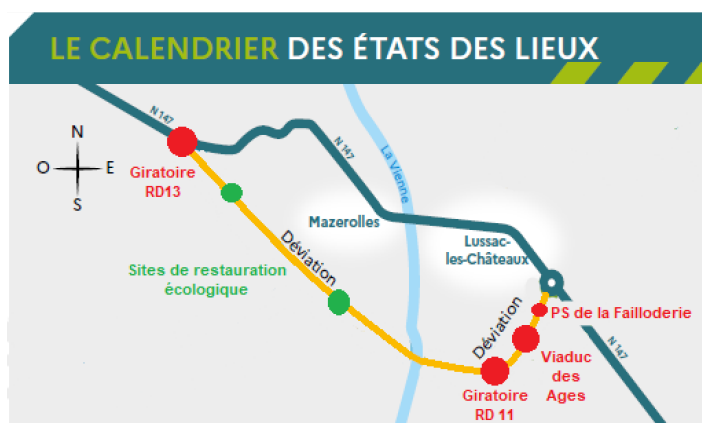 LE CALENDRIER DES ÉTATS DES LIEUX
N 147
N
O
E
S
Giratoire
RD13
N 147
La Vienne
Mazerolles
Lussac-
les-Châteaux
Sites de restauration
écologique
Déviation
Déviation
PS de la Failloderie
N 147
Viaduc
des
Ages
Giratoire
RD 11